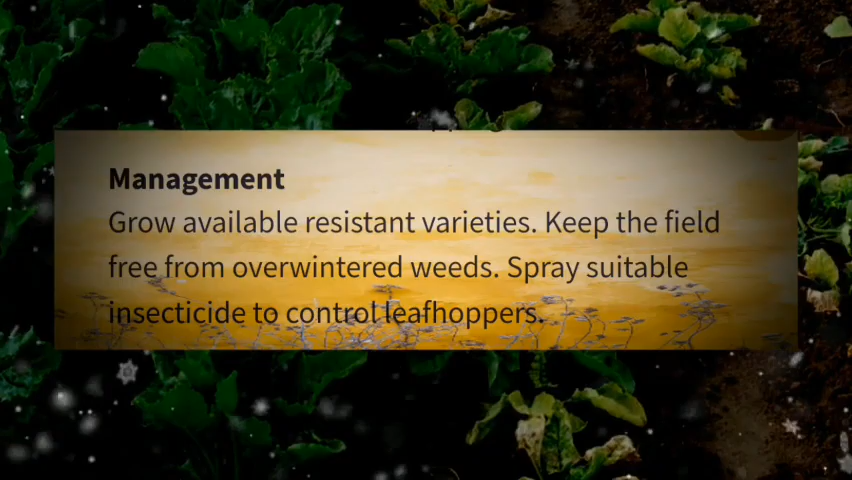 Management
Grow available resistant varieties. Keep the field
free from overwintered weeds. Spray suitable
insecticide to control leafhoppers.